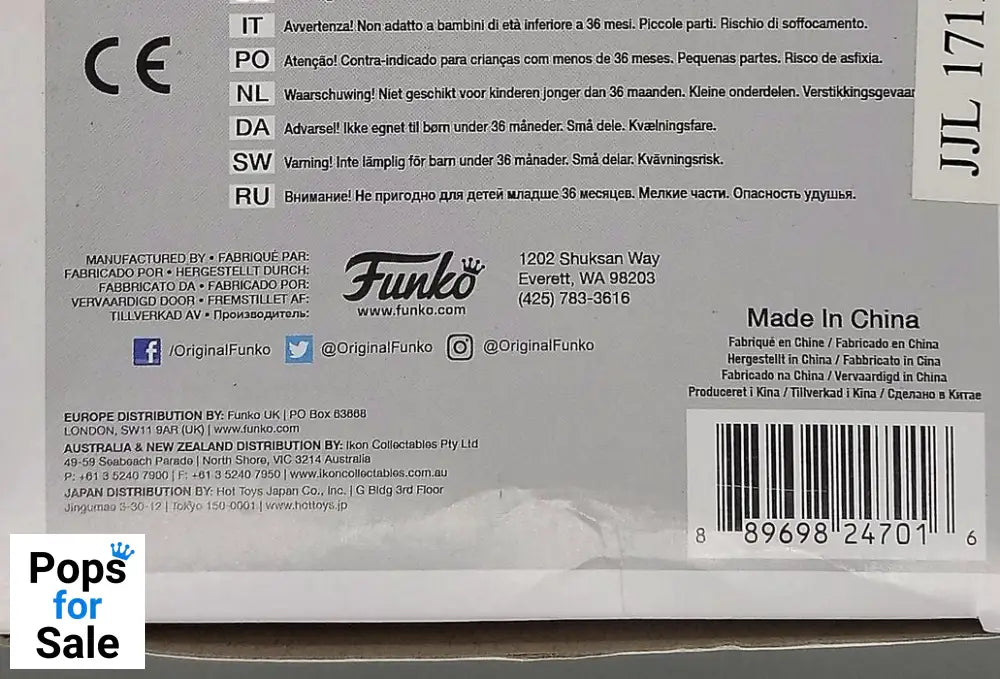 IT Avvertenza! Non adatto a bambini di età inferiore a 36 mesi. Piccole parti. Rischio di soffocamento.
PO Atenção! Contra-indicado para crianças com menos de 36 meses. Pequenas partes. Risco de asfixia.
NL Waarschuwing! Niet geschikt voor kinderen jonger dan 36 maanden. Kleine onderdelen. Verstikkingsgevaar
DA Advarsel! Ikke egnet til børn under 36 måneder. Små dele. Kvælningsfare.
SW Varning! Inte lämplig för barn under 36 månader. Små delar. Kvävningsrisk.
RU Внимание! Не пригодно для детей младше 36 месяцев. Мелкие части. Опасность удушья.
CE
JJL 171
MANUFACTURED BY • FABRIQUÉ PAR:
FABRICADO POR • HERGESTELLT DURCH:
FABBRICATO DA • FABRICADO POR:
VERVAARDIGD DOOR • FREMSTILLET AF:
TILLVERKAD AV • Производитель:
Funko
www.funko.com
1202 Shuksan Way
Everett, WA 98203
(425) 783-3616
/OriginalFunko @OriginalFunko @OriginalFunko
Made In China
Fabriqué en Chine / Fabricado en China
Hergestellt in China / Fabbricato in Cina
Fabricado na China / Vervaardigd in China
Produceret i Kina / Tillverkad i Kina / Сделано в Китае
EUROPE DISTRIBUTION BY: Funko UK | PO Box 63868
LONDON, SW11 9AR (UK) | www.funko.com
AUSTRALIA & NEW ZEALAND DISTRIBUTION BY: Ikon Collectables Pty Ltd
49-59 Seabeach Parade | North Shore, VIC 3214 Australia
P: +61 3 5240 7900 | F: +61 3 5240 7950 | www.ikoncollectables.com.au
JAPAN DISTRIBUTION BY: Hot Toys Japan Co., Inc. | G Bldg 3rd Floor
Jingumae 3-30-12 | Tokyo 150-0001 | www.hottoys.jp
8 89698 24701 6
Pops
for
Sale